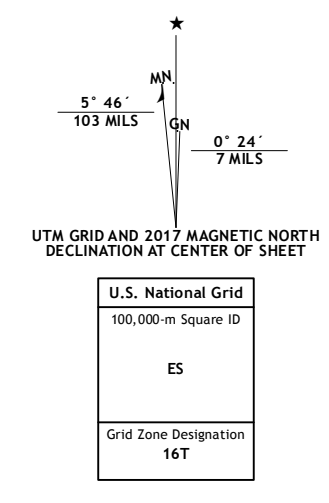 MN
5° 46´
103 MILS
GN
0° 24´
7 MILS
UTM GRID AND 2017 MAGNETIC NORTH
DECLINATION AT CENTER OF SHEET
U.S. National Grid
100,000-m Square ID
ES
Grid Zone Designation
16T